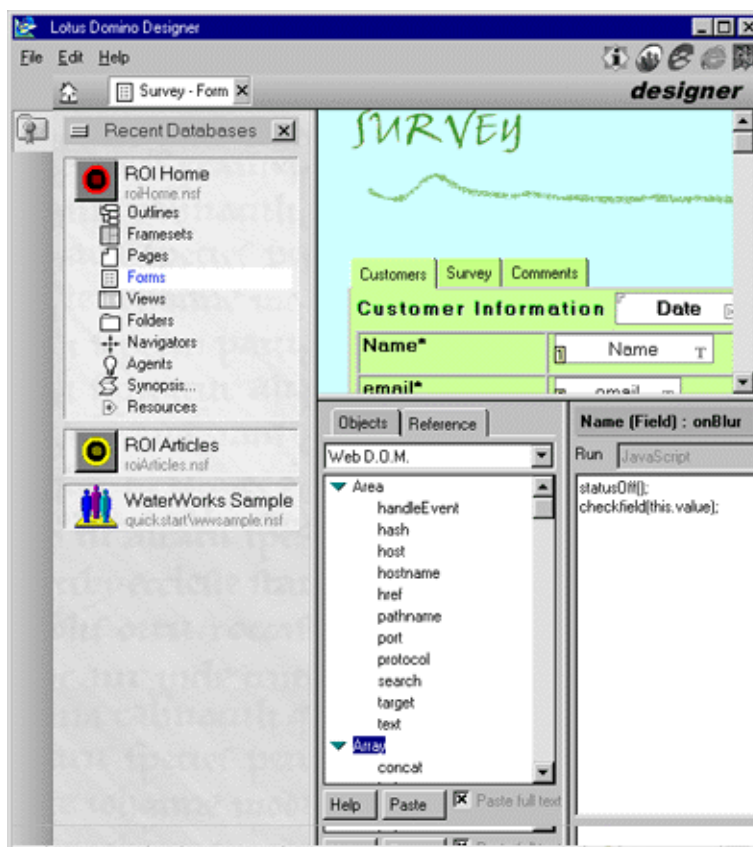 Lotus Domino Designer
File Edit Help
designer
Survey - Form
Recent Databases
ROI Home
roiHome.nsf
Outlines
Framesets
Pages
Forms
Views
Folders
Navigators
Agents
Synopsis...
Resources
ROI Articles
roiArticles.nsf
WaterWorks Sample
quickstart\wwsample.nsf
SURVEY
Customers Survey Comments
Customer Information Date
Name* Name T
email* email
Objects Reference
Web D.O.M.
Area
handleEvent
hash
host
hostname
href
pathname
port
protocol
search
target
text
Array
concat
Help Paste Paste full text
Name (Field) : onBlur
Run JavaScript
statusOff();
checkfield(this.value);